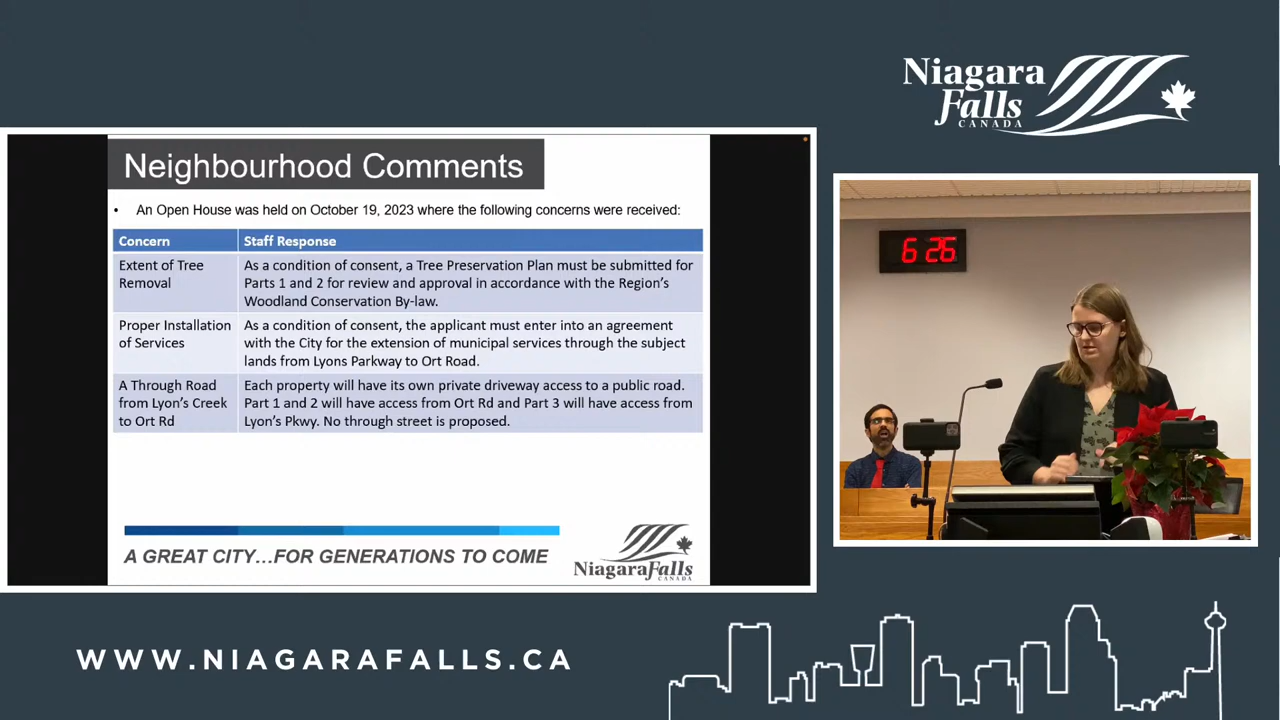 Niagara
Falls
CANADA
Neighbourhood Comments
• An Open House was held on October 19, 2023 where the following concerns were received:
Concern Staff Response
Extent of Tree
Removal
As a condition of consent, a Tree Preservation Plan must be submitted for
Parts 1 and 2 for review and approval in accordance with the Region's
Woodland Conservation By-law.
Proper Installation
of Services
As a condition of consent, the applicant must enter into an agreement
with the City for the extension of municipal services through the subject
lands from Lyons Parkway to Ort Road.
A Through Road
from Lyon's Creek
to Ort Rd
Each property will have its own private driveway access to a public road.
Part 1 and 2 will have access from Ort Rd and Part 3 will have access from
Lyon's Pkwy. No through street is proposed.
A GREAT CITY...FOR GENERATIONS TO COME
NiagaraFalls
CANADA
6 26
WWW.NIAGARAFALLS.CA